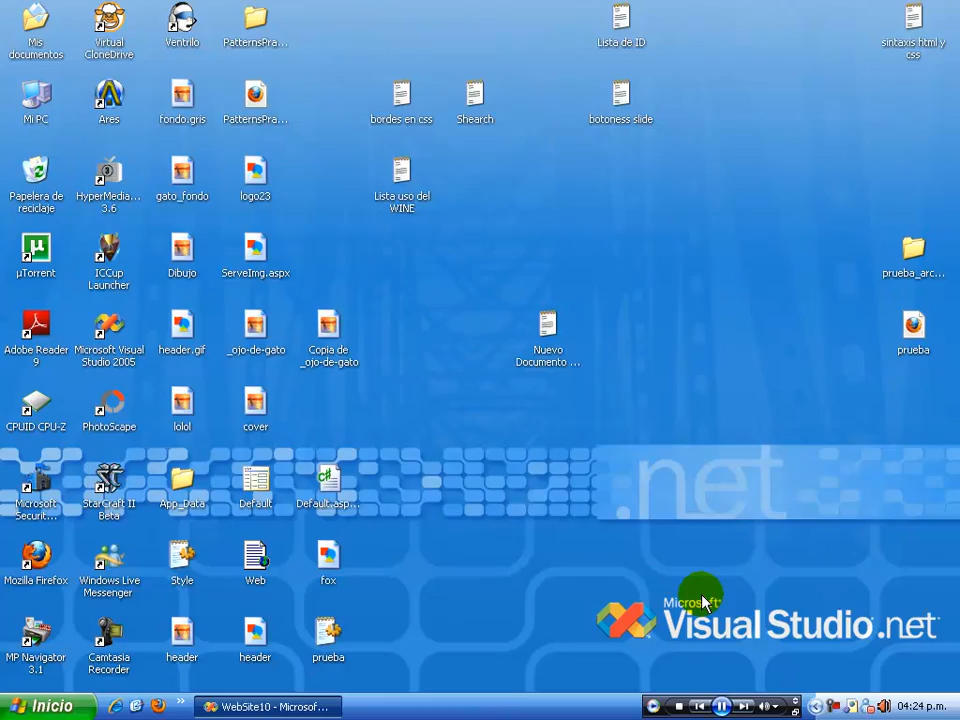 Mis
documentos
Virtual
CloneDrive
Ventrilo
PatternsPra...
Lista de ID
sintaxis html y
css
Mi PC
Ares
fondo.gris
PatternsPra...
bordes en css
Shearch
botoness slide
Papelera de
reciclaje
HyperMedia...
3.6
gato_fondo
logo23
Lista uso del
WINE
µTorrent
ICCup
Launcher
Dibujo
ServeImg.aspx
prueba_arc...
Adobe Reader
9
Microsoft Visual
Studio 2005
header.gif
_ojo-de-gato
Copia de
_ojo-de-gato
Nuevo
Documento ...
prueba
CPUID CPU-Z
PhotoScape
lolol
cover
.net
Microsoft
Securit...
StarCraft II
Beta
App_Data
Default
Default.asp...
Mozilla Firefox
Windows Live
Messenger
Style
Web
fox
Microsoft
Visual Studio.net
MP Navigator
3.1
Camtasia
Recorder
header
header
prueba
Inicio
WebSite10 - Microsof...
04:24 p.m.